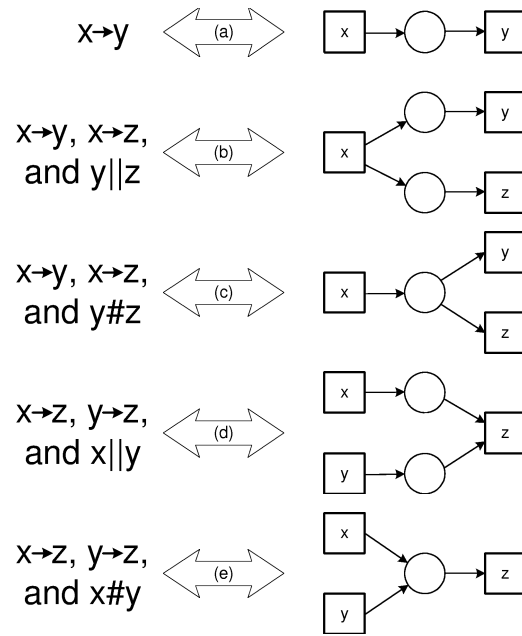 x→y
(a)
x
y
x→y, x→z,
and y||z
(b)
x
y
z
x→y, x→z,
and y#z
(c)
x
y
z
x→z, y→z,
and x||y
(d)
x
y
z
x→z, y→z,
and x#y
(e)
x
y
z